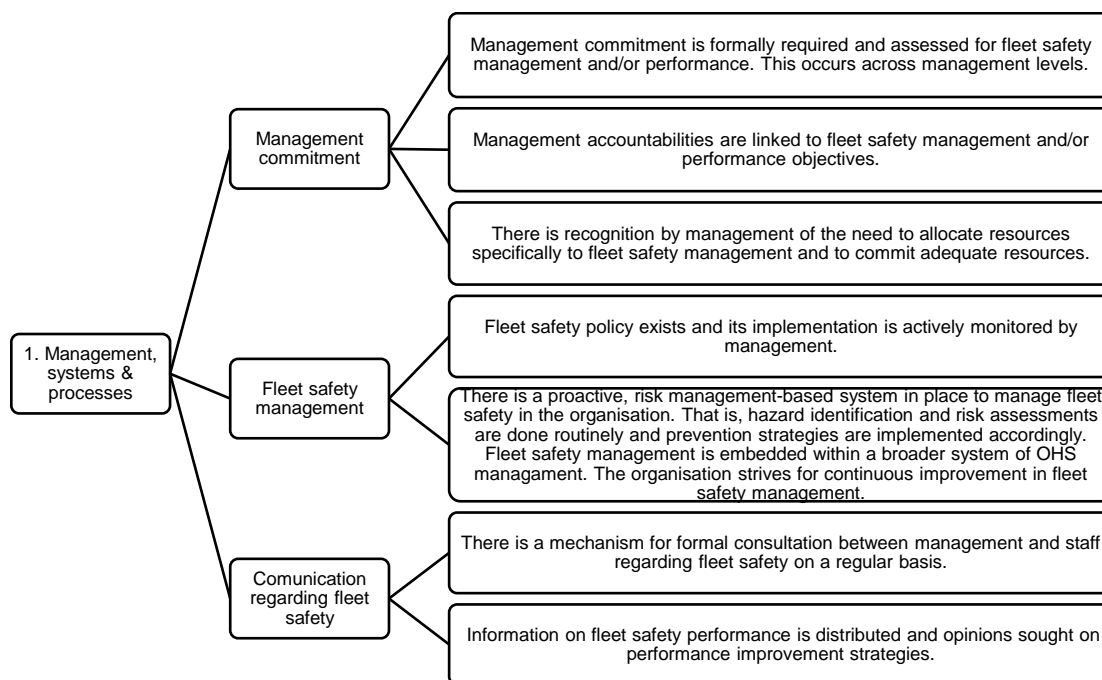 1. Management,
systems &
processes
Management
commitment
Management commitment is formally required and assessed for fleet safety
management and/or performance. This occurs across management levels.
Management accountabilities are linked to fleet safety management and/or
performance objectives.
There is recognition by management of the need to allocate resources
specifically to fleet safety management and to commit adequate resources.
Fleet safety
management
Fleet safety policy exists and its implementation is actively monitored by
management.
There is a proactive, risk management-based system in place to manage fleet
safety in the organisation. That is, hazard identification and risk assessments
are done routinely and prevention strategies are implemented accordingly.
Fleet safety management is embedded within a broader system of OHS
managament. The organisation strives for continuous improvement in fleet
safety management.
Comunication
regarding fleet
safety
There is a mechanism for formal consultation between management and staff
regarding fleet safety on a regular basis.
Information on fleet safety performance is distributed and opinions sought on
performance improvement strategies.